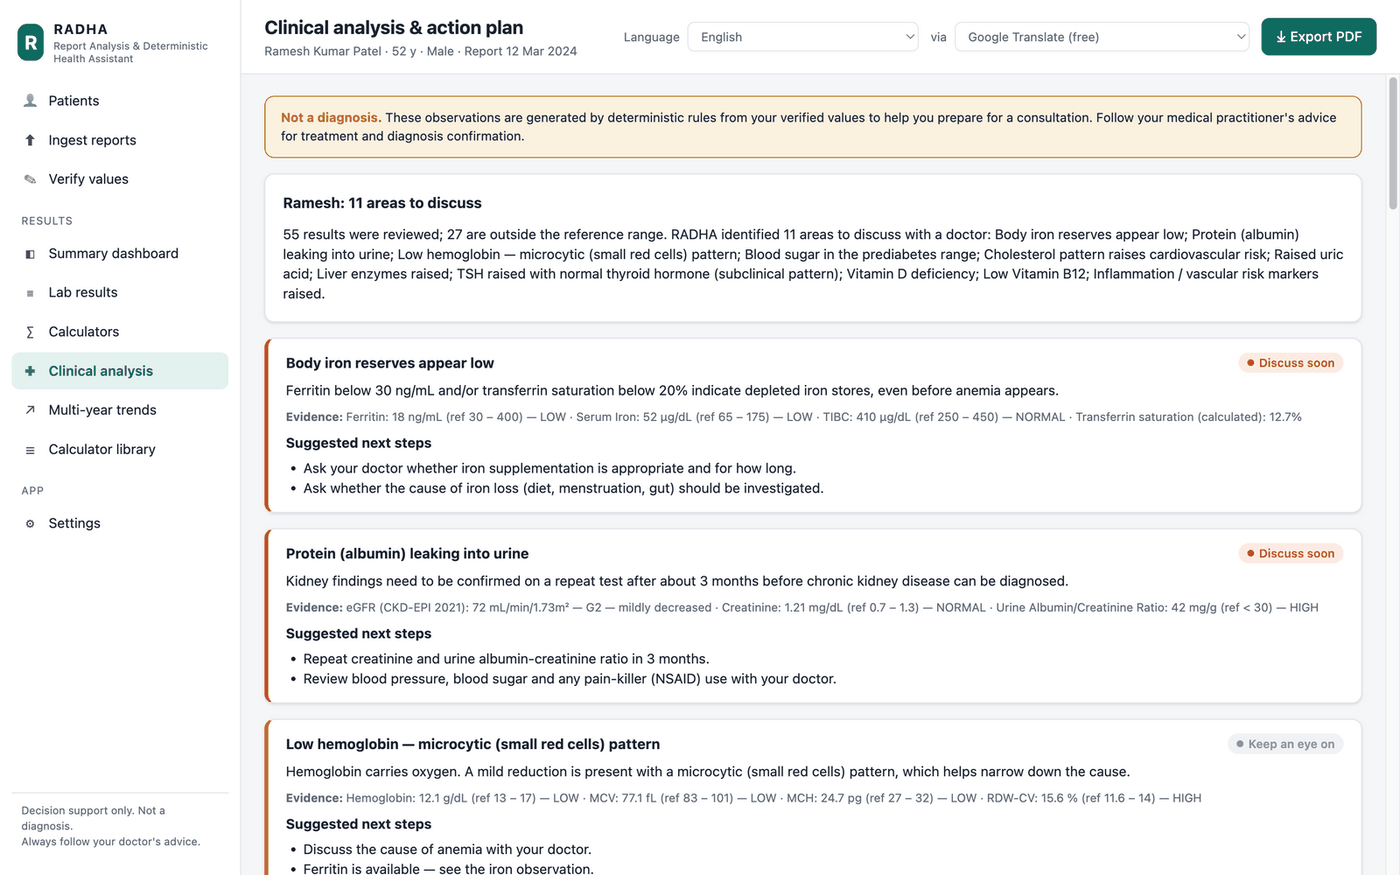 R
RADHA
Report Analysis & Deterministic
Health Assistant
Patients
Ingest reports
Verify values
RESULTS
Summary dashboard
Lab results
Calculators
Clinical analysis
Multi-year trends
Calculator library
APP
Settings
Decision support only. Not a
diagnosis.
Always follow your doctor's advice.
Clinical analysis & action plan
Ramesh Kumar Patel · 52 y · Male · Report 12 Mar 2024
Language English via Google Translate (free) Export PDF
Not a diagnosis. These observations are generated by deterministic rules from your verified values to help you prepare for a consultation. Follow your medical practitioner's advice
for treatment and diagnosis confirmation.
Ramesh: 11 areas to discuss
55 results were reviewed; 27 are outside the reference range. RADHA identified 11 areas to discuss with a doctor: Body iron reserves appear low; Protein (albumin)
leaking into urine; Low hemoglobin — microcytic (small red cells) pattern; Blood sugar in the prediabetes range; Cholesterol pattern raises cardiovascular risk; Raised uric
acid; Liver enzymes raised; TSH raised with normal thyroid hormone (subclinical pattern); Vitamin D deficiency; Low Vitamin B12; Inflammation / vascular risk markers
raised.
Body iron reserves appear low
Discuss soon
Ferritin below 30 ng/mL and/or transferrin saturation below 20% indicate depleted iron stores, even before anemia appears.
Evidence: Ferritin: 18 ng/mL (ref 30 – 400) — LOW · Serum Iron: 52 µg/dL (ref 65 – 175) — LOW · TIBC: 410 µg/dL (ref 250 – 450) — NORMAL · Transferrin saturation (calculated): 12.7%
Suggested next steps
• Ask your doctor whether iron supplementation is appropriate and for how long.
• Ask whether the cause of iron loss (diet, menstruation, gut) should be investigated.
Protein (albumin) leaking into urine
Discuss soon
Kidney findings need to be confirmed on a repeat test after about 3 months before chronic kidney disease can be diagnosed.
Evidence: eGFR (CKD-EPI 2021): 72 mL/min/1.73m² — G2 — mildly decreased · Creatinine: 1.21 mg/dL (ref 0.7 – 1.3) — NORMAL · Urine Albumin/Creatinine Ratio: 42 mg/g (ref < 30) — HIGH
Suggested next steps
• Repeat creatinine and urine albumin-creatinine ratio in 3 months.
• Review blood pressure, blood sugar and any pain-killer (NSAID) use with your doctor.
Low hemoglobin — microcytic (small red cells) pattern
Keep an eye on
Hemoglobin carries oxygen. A mild reduction is present with a microcytic (small red cells) pattern, which helps narrow down the cause.
Evidence: Hemoglobin: 12.1 g/dL (ref 13 – 17) — LOW · MCV: 77.1 fL (ref 83 – 101) — LOW · MCH: 24.7 pg (ref 27 – 32) — LOW · RDW-CV: 15.6 % (ref 11.6 – 14) — HIGH
Suggested next steps
• Discuss the cause of anemia with your doctor.
• Ferritin is available — see the iron observation.